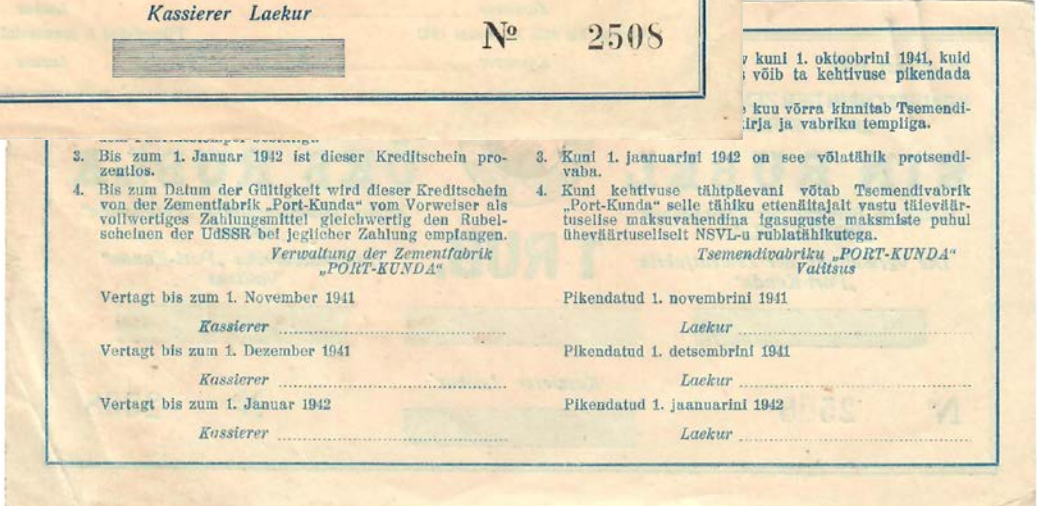 Kassierer Laekur
№ 2508
kuni 1. oktoobrini 1941, kuid
võib ta kehtivuse pikendada
kuu võrra kinnitab Tsemendi-
ja vabriku templiga.
3. Bis zum 1. Januar 1942 ist dieser Kreditschein pro-
zentlos.
4. Bis zum Datum der Gültigkeit wird dieser Kreditschein
von der Zementfabrik „Port-Kunda“ vom Vorweiser als
vollwertiges Zahlungsmittel gleichwertig den Rubel-
scheinen der UdSSR bei jeglicher Zahlung empfangen.
Verwaltung der Zementfabrik
„PORT-KUNDA“
Vertagt bis zum 1. November 1941
Kassierer
Vertagt bis zum 1. Dezember 1941
Kassierer
Vertagt bis zum 1. Januar 1942
Kassierer
3. Kuni 1. jaanuarini 1942 on see võlatähik protsendi-
vaba.
4. Kuni kehtivuse tähtpäevani võtab Tsemendivabrik
„Port-Kunda“ selle tähiku ettenäitajalt vastu täieväär-
tuselise maksuvahendina igasuguste maksmiste puhul
üheväärtuseliselt NSVL-u rublatähikutega.
Tsemendivabriku „PORT-KUNDA“
Valitsus
Pikendatud 1. novembrini 1941
Laekur
Pikendatud 1. detsembrini 1941
Laekur
Pikendatud 1. jaanuarini 1942
Laekur